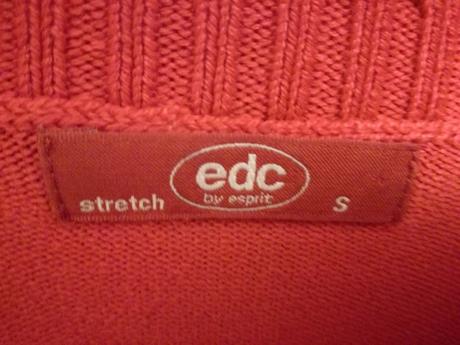 edc
by esprit
stretch
S